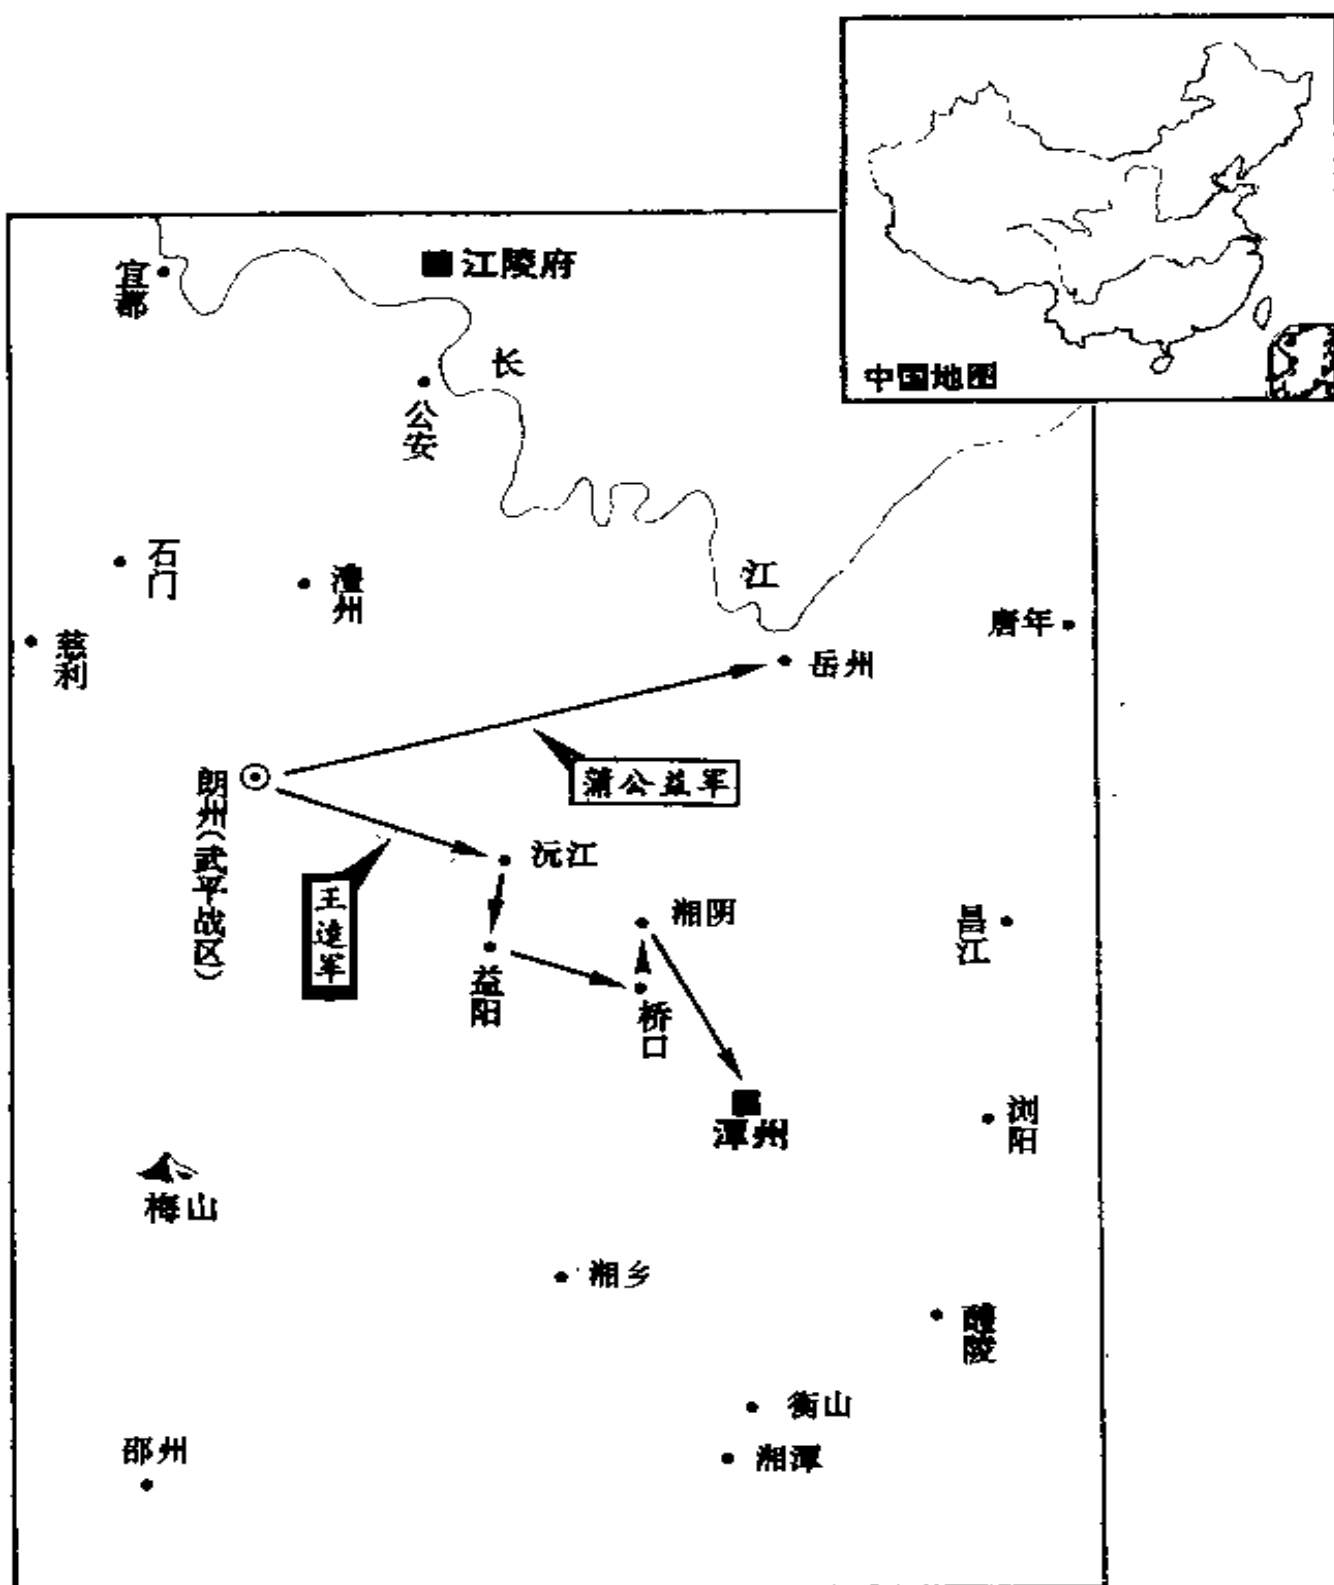 中国地图
宜都
江陵府
长
公安
江
石门
澧州
慈利
唐年
岳州
朗州(武平战区)
蒲公益军
王逵军
沅江
湘阴
昌江
益阳
桥口
潭州
浏阳
梅山
湘乡
醴陵
衡山
湘潭
邵州